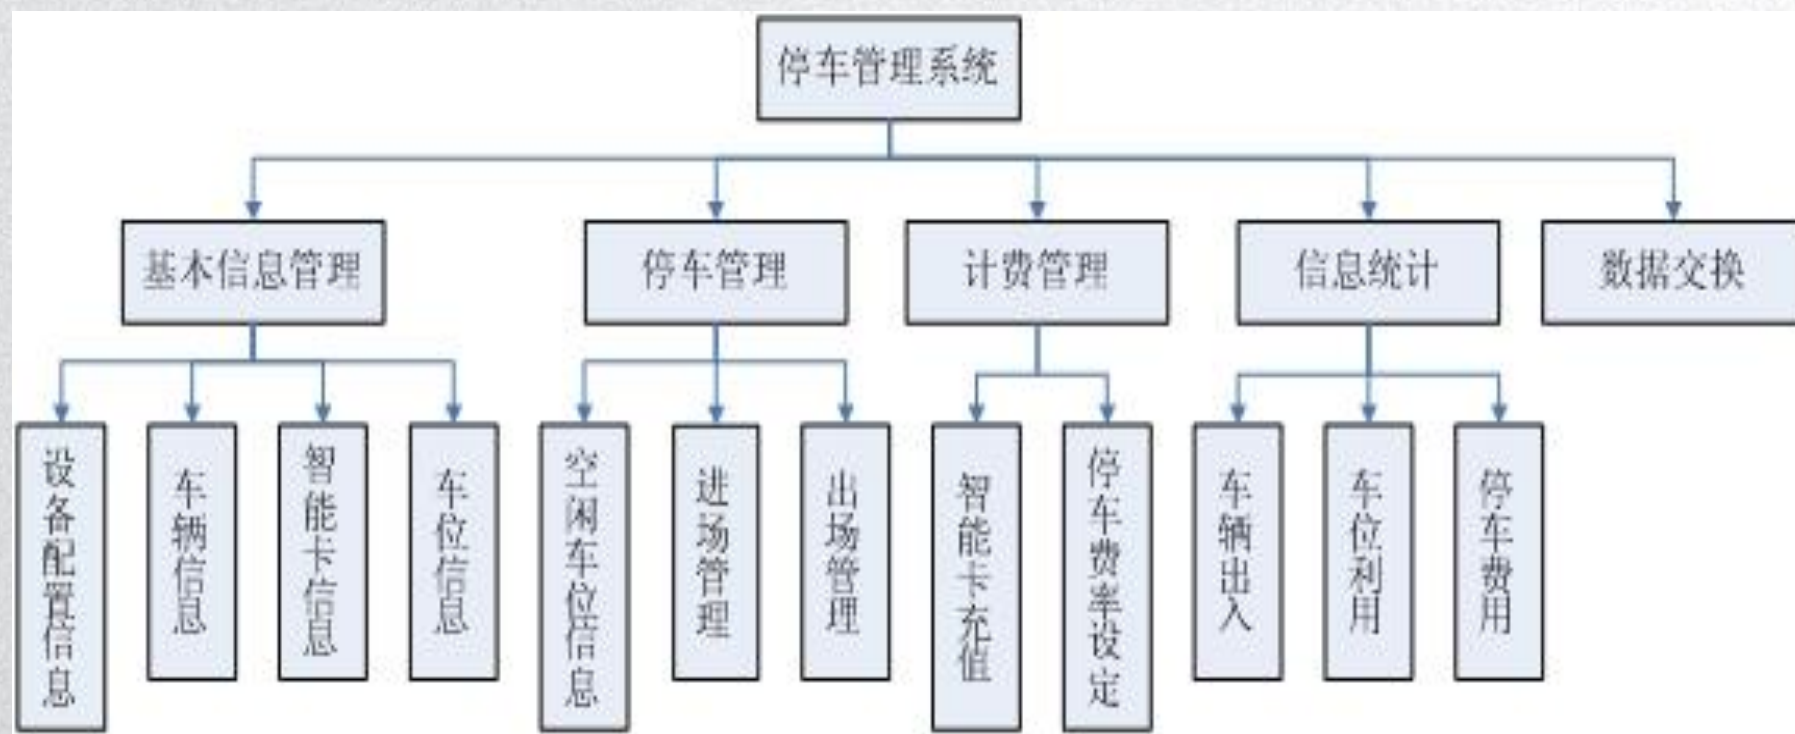 停车管理系统
基本信息管理
停车管理
计费管理
信息统计
数据交换
设备配置信息
车辆信息
智能卡信息
车位信息
空闲车位信息
进场管理
出场管理
智能卡充值
停车费率设定
车辆出入
车位利用
停车费用